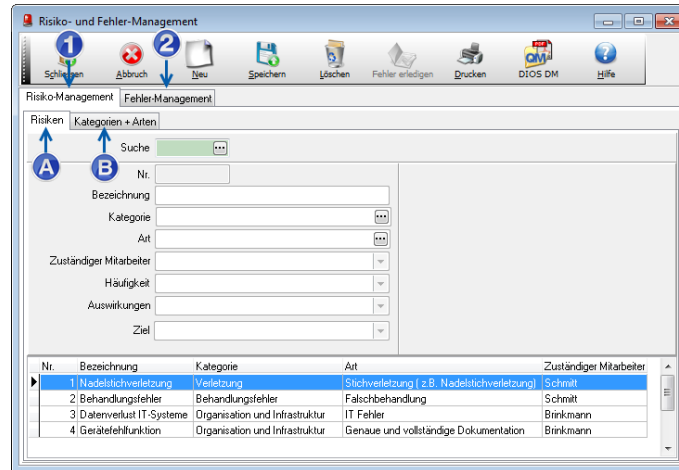 Risiko- und Fehler-Management
1 2
Schließen Abbruch Neu Speichern Löschen Fehler erledigen Drucken DIOS DM Hilfe
PDF
QM
Risiko-Management Fehler-Management
Risiken Kategorien + Arten
A B
Suche
Nr.
Bezeichnung
Kategorie
Art
Zuständiger Mitarbeiter
Häufigkeit
Auswirkungen
Ziel
Nr. Bezeichnung Kategorie Art Zuständiger Mitarbeiter
1 Nadelstichverletzung Verletzung Stichverletzung ( z.B. Nadelstichverletzung) Schmitt
2 Behandlungsfehler Behandlungsfehler Falschbehandlung Schmitt
3 Datenverlust IT-Systeme Organisation und Infrastruktur IT Fehler Brinkmann
4 Gerätefehlfunktion Organisation und Infrastruktur Genaue und vollständige Dokumentation Brinkmann